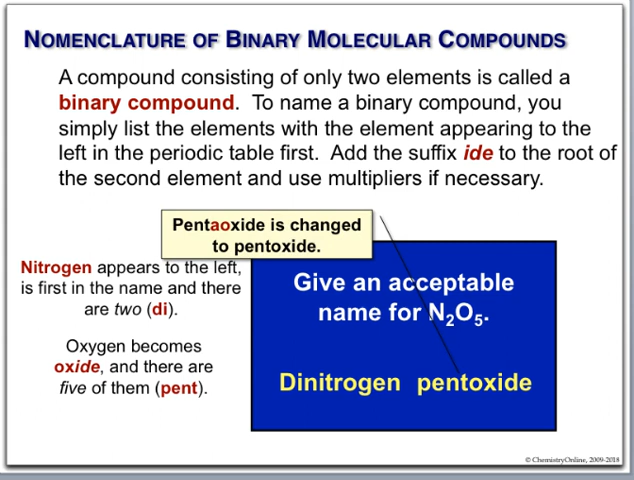 NOMENCLATURE OF BINARY MOLECULAR COMPOUNDS
A compound consisting of only two elements is called a
binary compound. To name a binary compound, you
simply list the elements with the element appearing to the
left in the periodic table first. Add the suffix ide to the root of
the second element and use multipliers if necessary.
Pentaoxide is changed
to pentoxide.
Nitrogen appears to the left,
is first in the name and there
are two (di).
Oxygen becomes
oxide, and there are
five of them (pent).
Give an acceptable
name for N₂O₅.
Dinitrogen pentoxide
© ChemistryOnline, 2009-2018